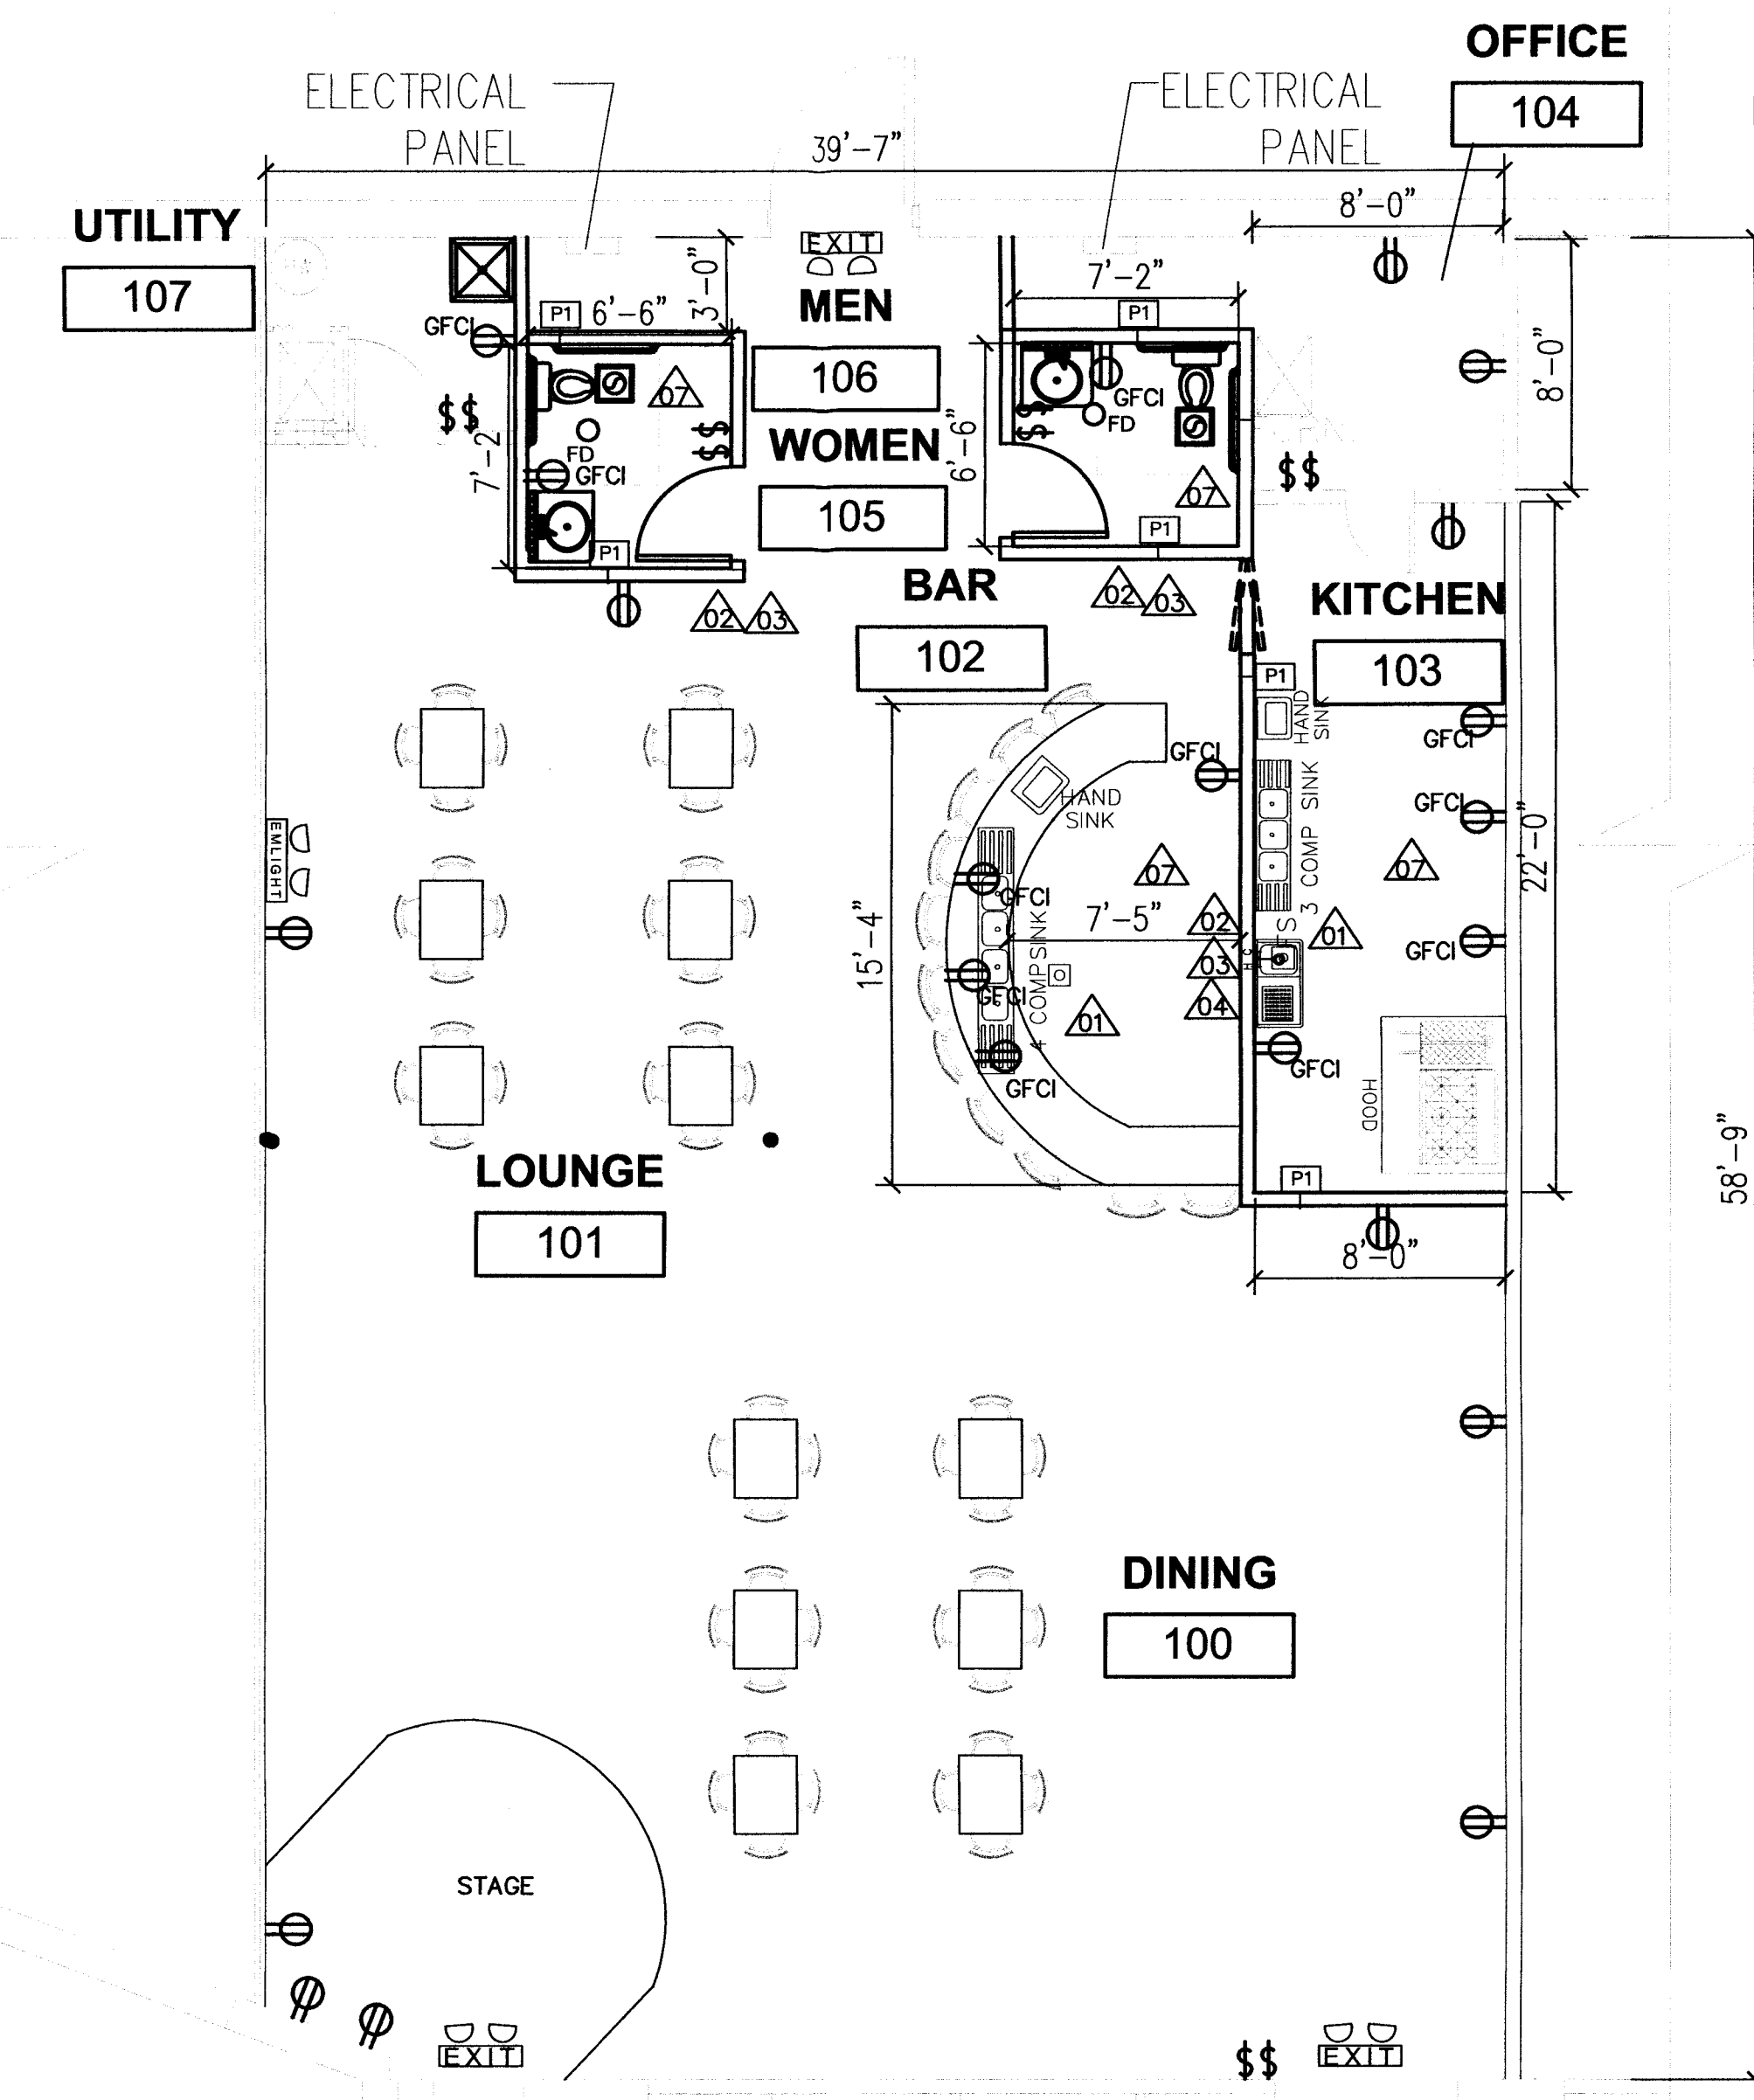 OFFICE
104
ELECTRICAL
PANEL
ELECTRICAL
PANEL
39'-7"
8'-0"
UTILITY
107
EXIT
MEN
106
3'-0"
7'-2"
P1
6'-6"
P1
GFCI
07
$$
FD
GFCI
7'-2
$$
P1
WOMEN
105
6'-6"
GFCI
FD
$$
07
P1
$$
8'-0"
02
03
BAR
102
02
03
KITCHEN
103
P1
HAND
SINK
GFCI
GFCI
3 COMP SINK
GFCI
07
22'-0"
HAND
SINK
07
EMLIGHT
GFCI
15'-4"
7'-5"
02
03
04
H C
FS
01
GFCI
4 COMPSINK
GFCI
01
GFCI
GFCI
HOOD
58'-9"
LOUNGE
101
P1
8'-0"
DINING
100
STAGE
EXIT
$$
EXIT